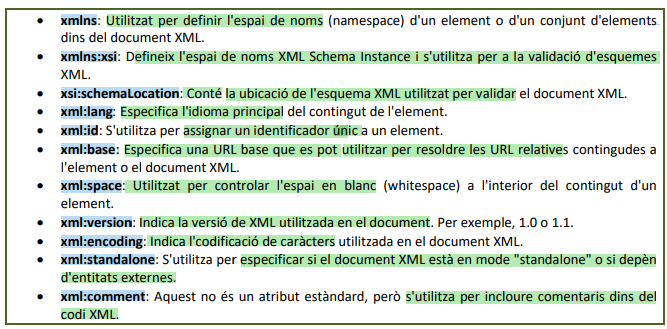 • xmlns: Utilitzat per definir l'espai de noms (namespace) d'un element o d'un conjunt d'elements
dins del document XML.
• xmlns:xsi: Defineix l'espai de noms XML Schema Instance i s'utilitza per a la validació d'esquemes
XML.
• xsi:schemaLocation: Conté la ubicació de l'esquema XML utilitzat per validar el document XML.
• xml:lang: Especifica l'idioma principal del contingut de l'element.
• xml:id: S'utilitza per assignar un identificador únic a un element.
• xml:base: Especifica una URL base que es pot utilitzar per resoldre les URL relatives contingudes a
l'element o el document XML.
• xml:space: Utilitzat per controlar l'espai en blanc (whitespace) a l'interior del contingut d'un
element.
• xml:version: Indica la versió de XML utilitzada en el document. Per exemple, 1.0 o 1.1.
• xml:encoding: Indica la codificació de caràcters utilitzada en el document XML.
• xml:standalone: S'utilitza per especificar si el document XML està en mode "standalone" o si depèn
d'entitats externes.
• xml:comment: Aquest no és un atribut estàndard, però s'utilitza per incloure comentaris dins del
codi XML.